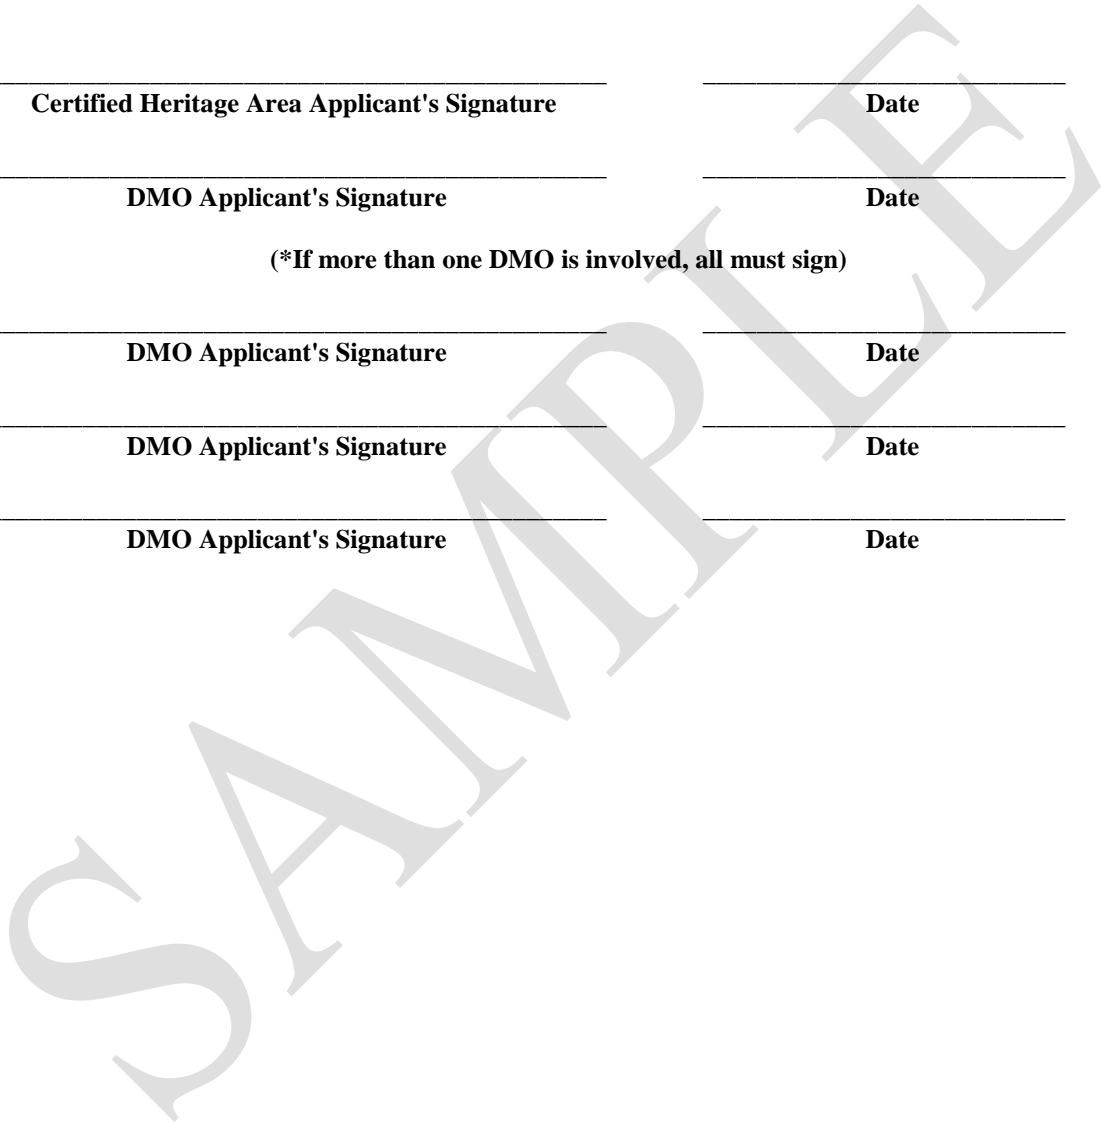 Certified Heritage Area Applicant's Signature Date
DMO Applicant's Signature Date
(*If more than one DMO is involved, all must sign)
DMO Applicant's Signature Date
DMO Applicant's Signature Date
DMO Applicant's Signature Date
SAMPLE